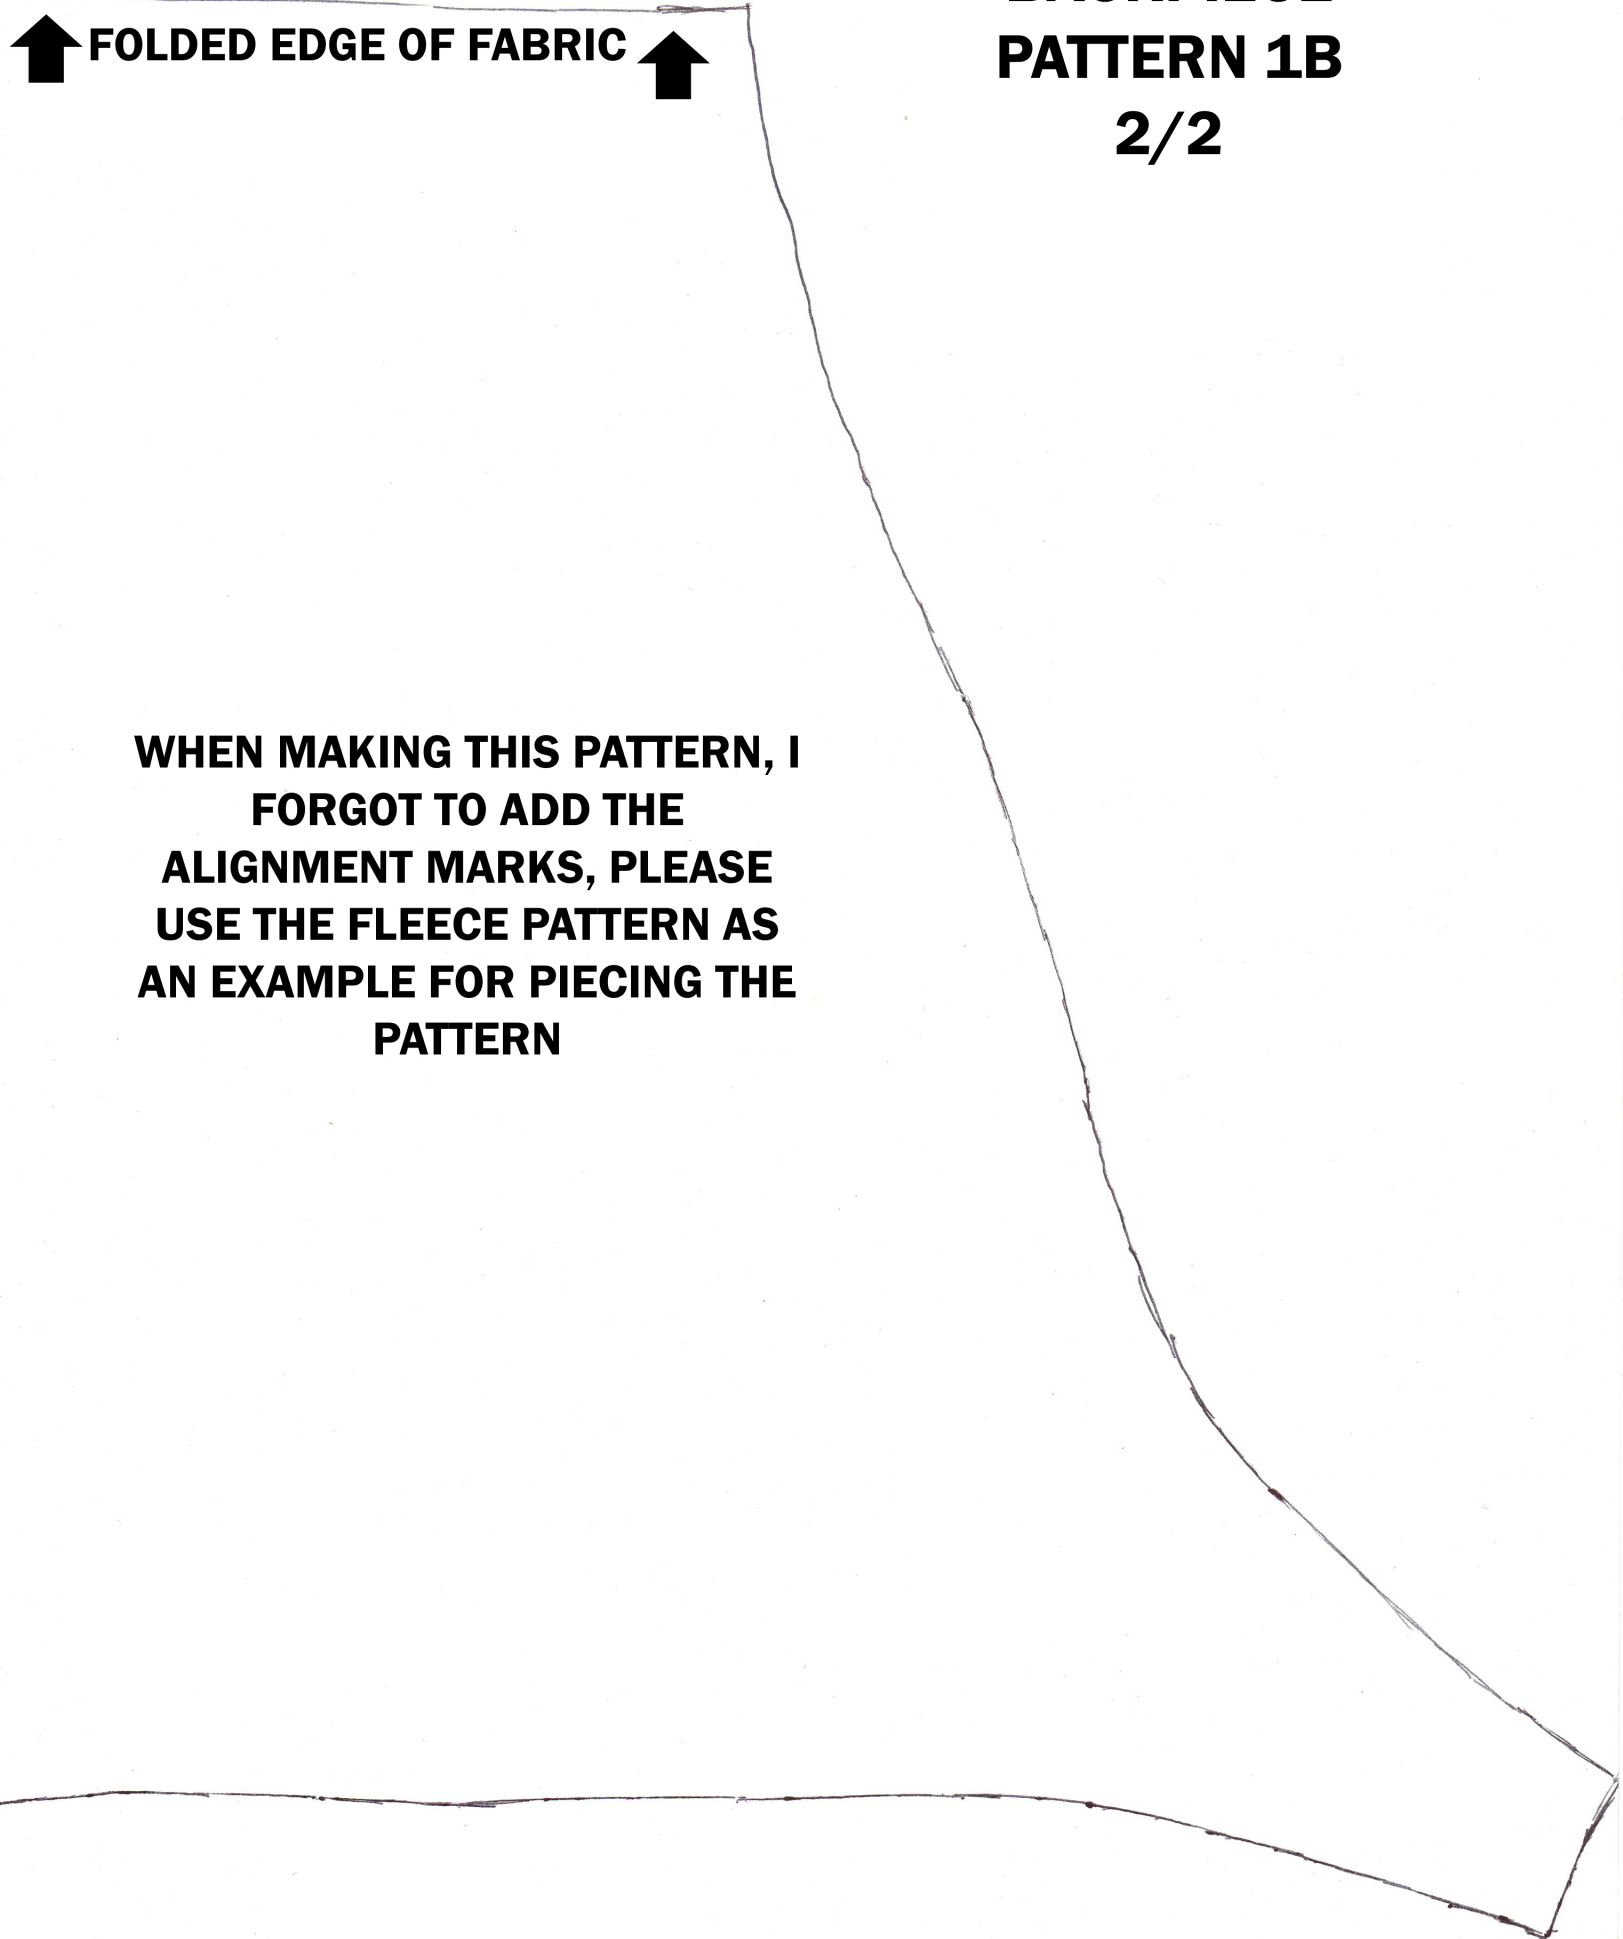 FOLDED EDGE OF FABRIC
PATTERN 1B
2/2
WHEN MAKING THIS PATTERN, I
FORGOT TO ADD THE
ALIGNMENT MARKS, PLEASE
USE THE FLEECE PATTERN AS
AN EXAMPLE FOR PIECING THE
PATTERN